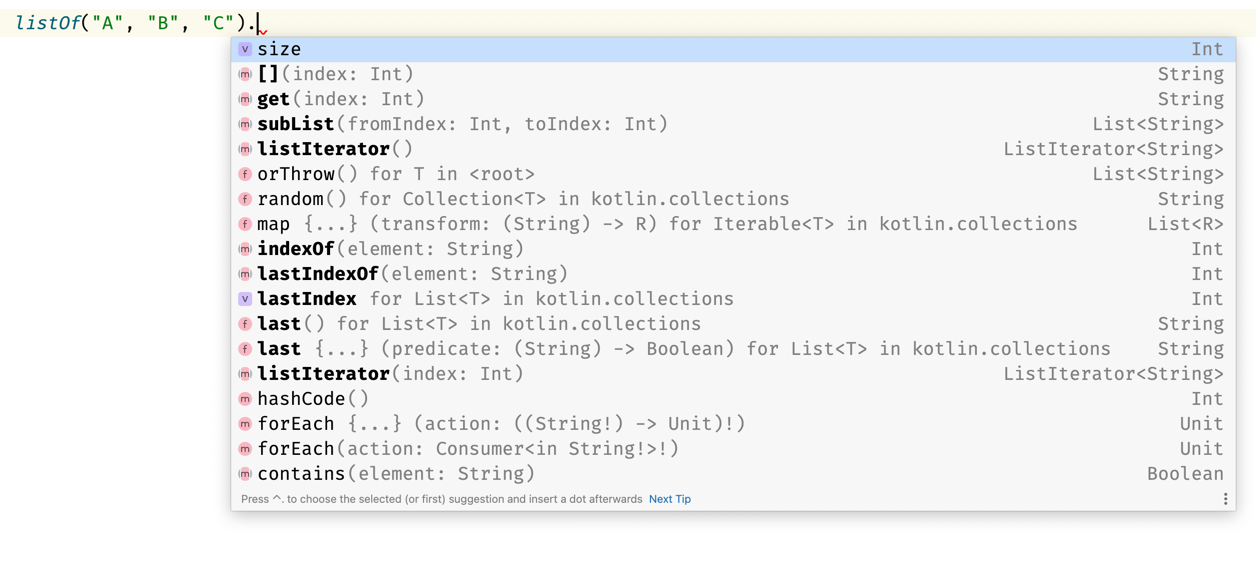 listOf("A", "B", "C").
v size Int
m [](index: Int) String
m get(index: Int) String
m subList(fromIndex: Int, toIndex: Int) List<String>
m listIterator() ListIterator<String>
f orThrow() for T in <root> List<String>
f random() for Collection<T> in kotlin.collections String
f map {...} (transform: (String) -> R) for Iterable<T> in kotlin.collections List<R>
m indexOf(element: String) Int
m lastIndexOf(element: String) Int
v lastIndex for List<T> in kotlin.collections Int
f last() for List<T> in kotlin.collections String
f last {...} (predicate: (String) -> Boolean) for List<T> in kotlin.collections String
m listIterator(index: Int) ListIterator<String>
m hashCode() Int
m forEach {...} (action: ((String!) -> Unit)!) Unit
m forEach(action: Consumer<in String!>!) Unit
m contains(element: String) Boolean
Press ^. to choose the selected (or first) suggestion and insert a dot afterwards Next Tip